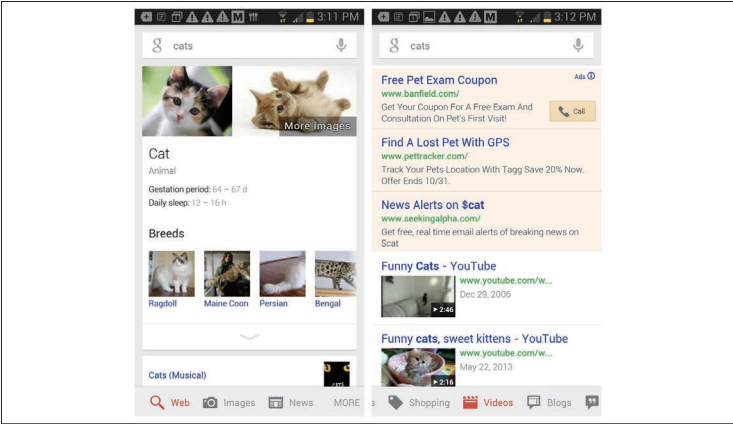 3:11 PM
cats
More images
Cat
Animal
Gestation period: 64 – 67 d
Daily sleep: 12 – 16 h
Breeds
Ragdoll Maine Coon Persian Bengal
Cats (Musical)
CATS
Web Images News MORE
3:12 PM
cats
Free Pet Exam Coupon
Ads
www.banfield.com/
Get Your Coupon For A Free Exam And
Consultation On Pet's First Visit!
Call
Find A Lost Pet With GPS
www.pettracker.com/
Track Your Pets Location With Tagg Save 20% Now.
Offer Ends 10/31.
News Alerts on $cat
www.seekingalpha.com/
Get free, real time email alerts of breaking news on
$cat
Funny Cats - YouTube
www.youtube.com/w...
Dec 29, 2006
2:46
Funny cats, sweet kittens - YouTube
www.youtube.com/w...
May 22, 2013
2:16
s Shopping Videos Blogs